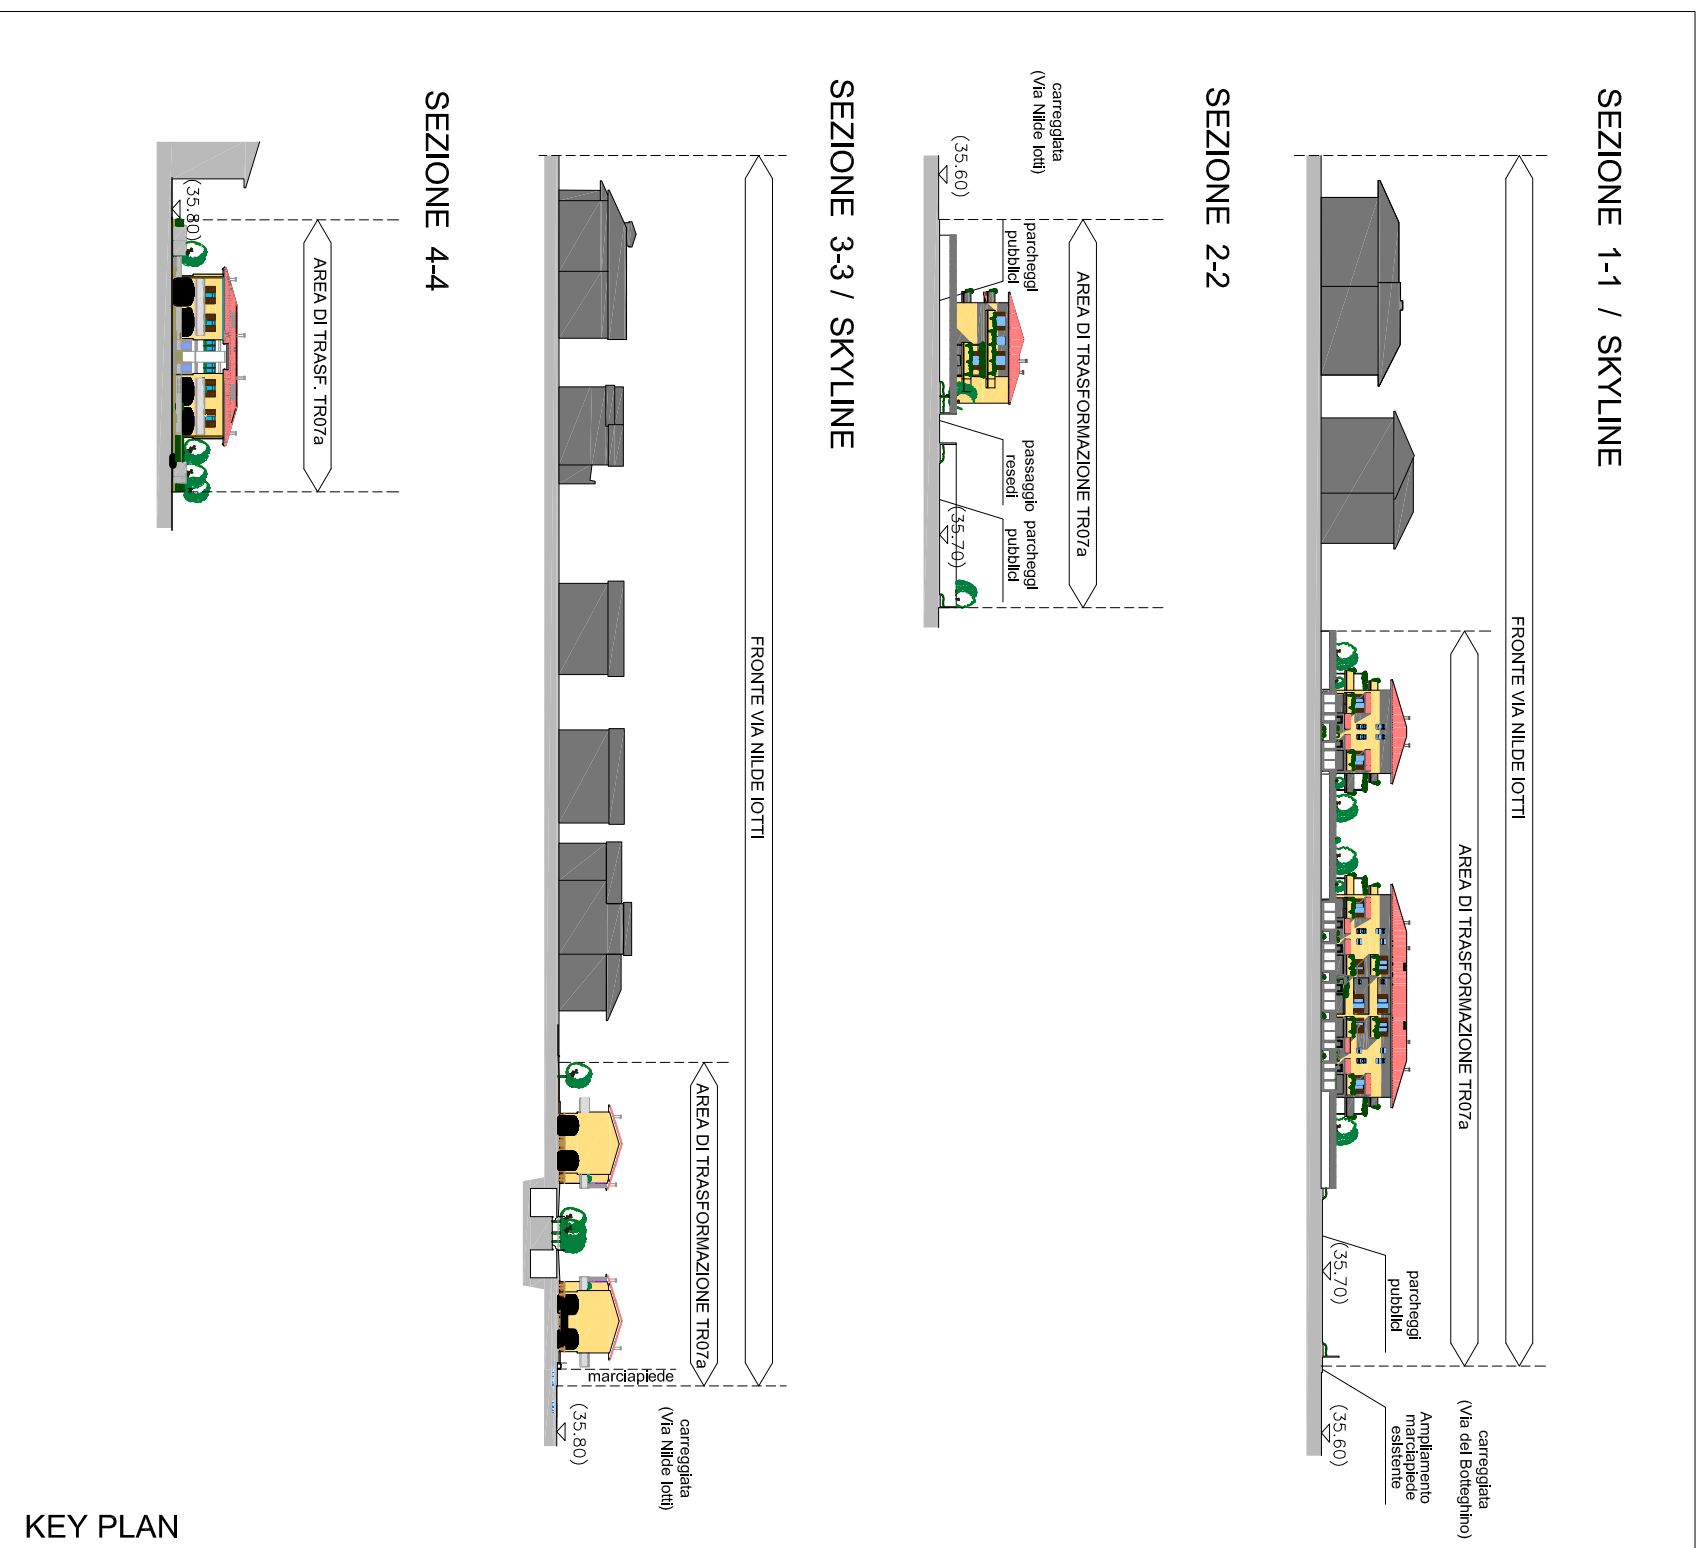 SEZIONE 1-1 / SKYLINE
FRONTE VIA NILDE IOTTI
AREA DI TRASFORMAZIONE TR07a
parcheggi
pubblici
(35.70)
(35.60)
Ampliamento
marciapiede
esistente
carreggiata
(Via del Botteghino)
SEZIONE 2-2
carreggiata
(Via Nilde Iotti)
(35.60)
AREA DI TRASFORMAZIONE TR07a
parcheggi
pubblici
passaggio
resedi
parcheggi
pubblici
(35.70)
SEZIONE 3-3 / SKYLINE
FRONTE VIA NILDE IOTTI
AREA DI TRASFORMAZIONE TR07a
marciapiede
(35.80)
carreggiata
(Via Nilde Iotti)
SEZIONE 4-4
(35.80)
AREA DI TRASF. TR07a
KEY PLAN